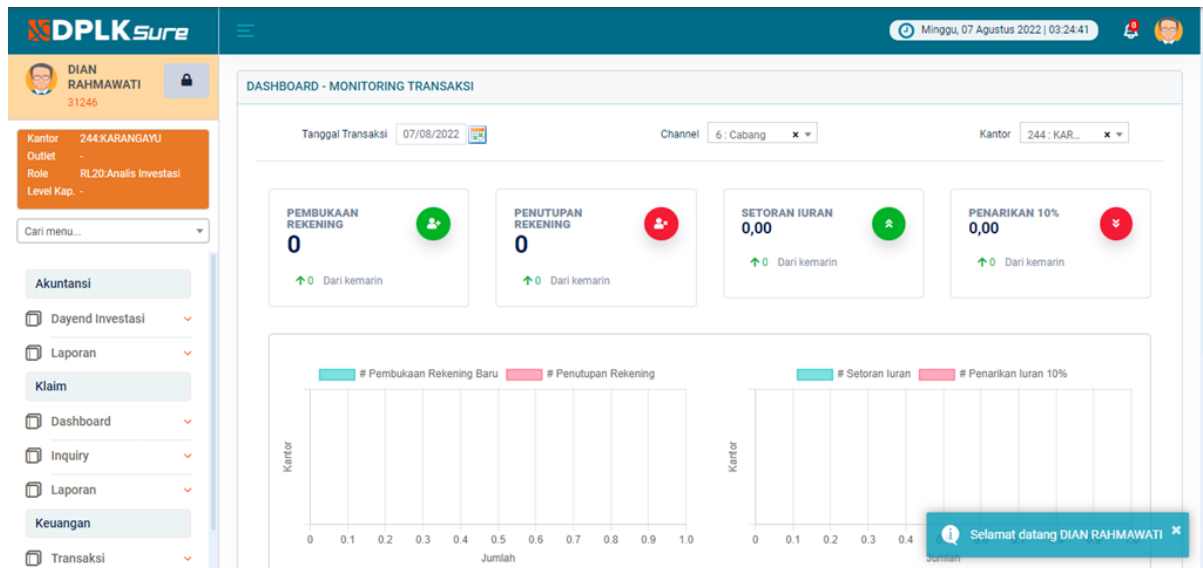 DPLKSure
Minggu, 07 Agustus 2022 | 03:24:41
DIAN
RAHMAWATI
31246
Kantor 244:KARANGAYU
Outlet -
Role RL20:Analis Investasi
Level Kap. -
Cari menu...
Akuntansi
Dayend Investasi
Laporan
Klaim
Dashboard
Inquiry
Laporan
Keuangan
Transaksi
DASHBOARD - MONITORING TRANSAKSI
Tanggal Transaksi 07/08/2022 Channel 6 : Cabang x Kantor 244 : KAR... x
PEMBUKAAN
REKENING
0
0 Dari kemarin
PENUTUPAN
REKENING
0
0 Dari kemarin
SETORAN IURAN
0,00
0 Dari kemarin
PENARIKAN 10%
0,00
0 Dari kemarin
# Pembukaan Rekening Baru # Penutupan Rekening
Kantor
0 0.1 0.2 0.3 0.4 0.5 0.6 0.7 0.8 0.9 1.0
Jumlah
# Setoran Iuran # Penarikan Iuran 10%
Kantor
0 0.1 0.2 0.3 0.4
Jumlah
Selamat datang DIAN RAHMAWATI ×